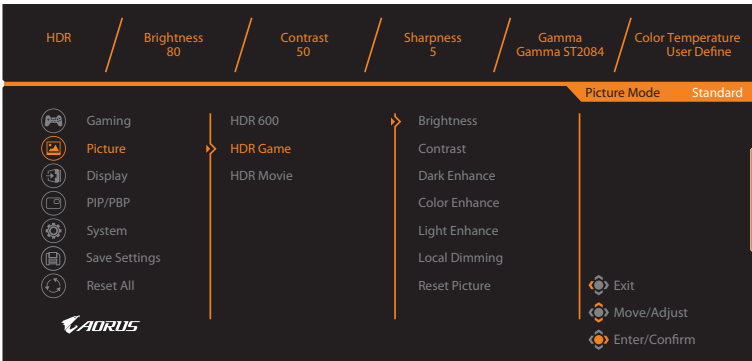 HDR
Brightness
80
Contrast
50
Sharpness
5
Gamma
Gamma ST2084
Color Temperature
User Define
Picture Mode Standard
Gaming
Picture
Display
PIP/PBP
System
Save Settings
Reset All
HDR 600
HDR Game
HDR Movie
Brightness
Contrast
Dark Enhance
Color Enhance
Light Enhance
Local Dimming
Reset Picture
Exit
Move/Adjust
Enter/Confirm
AORUS